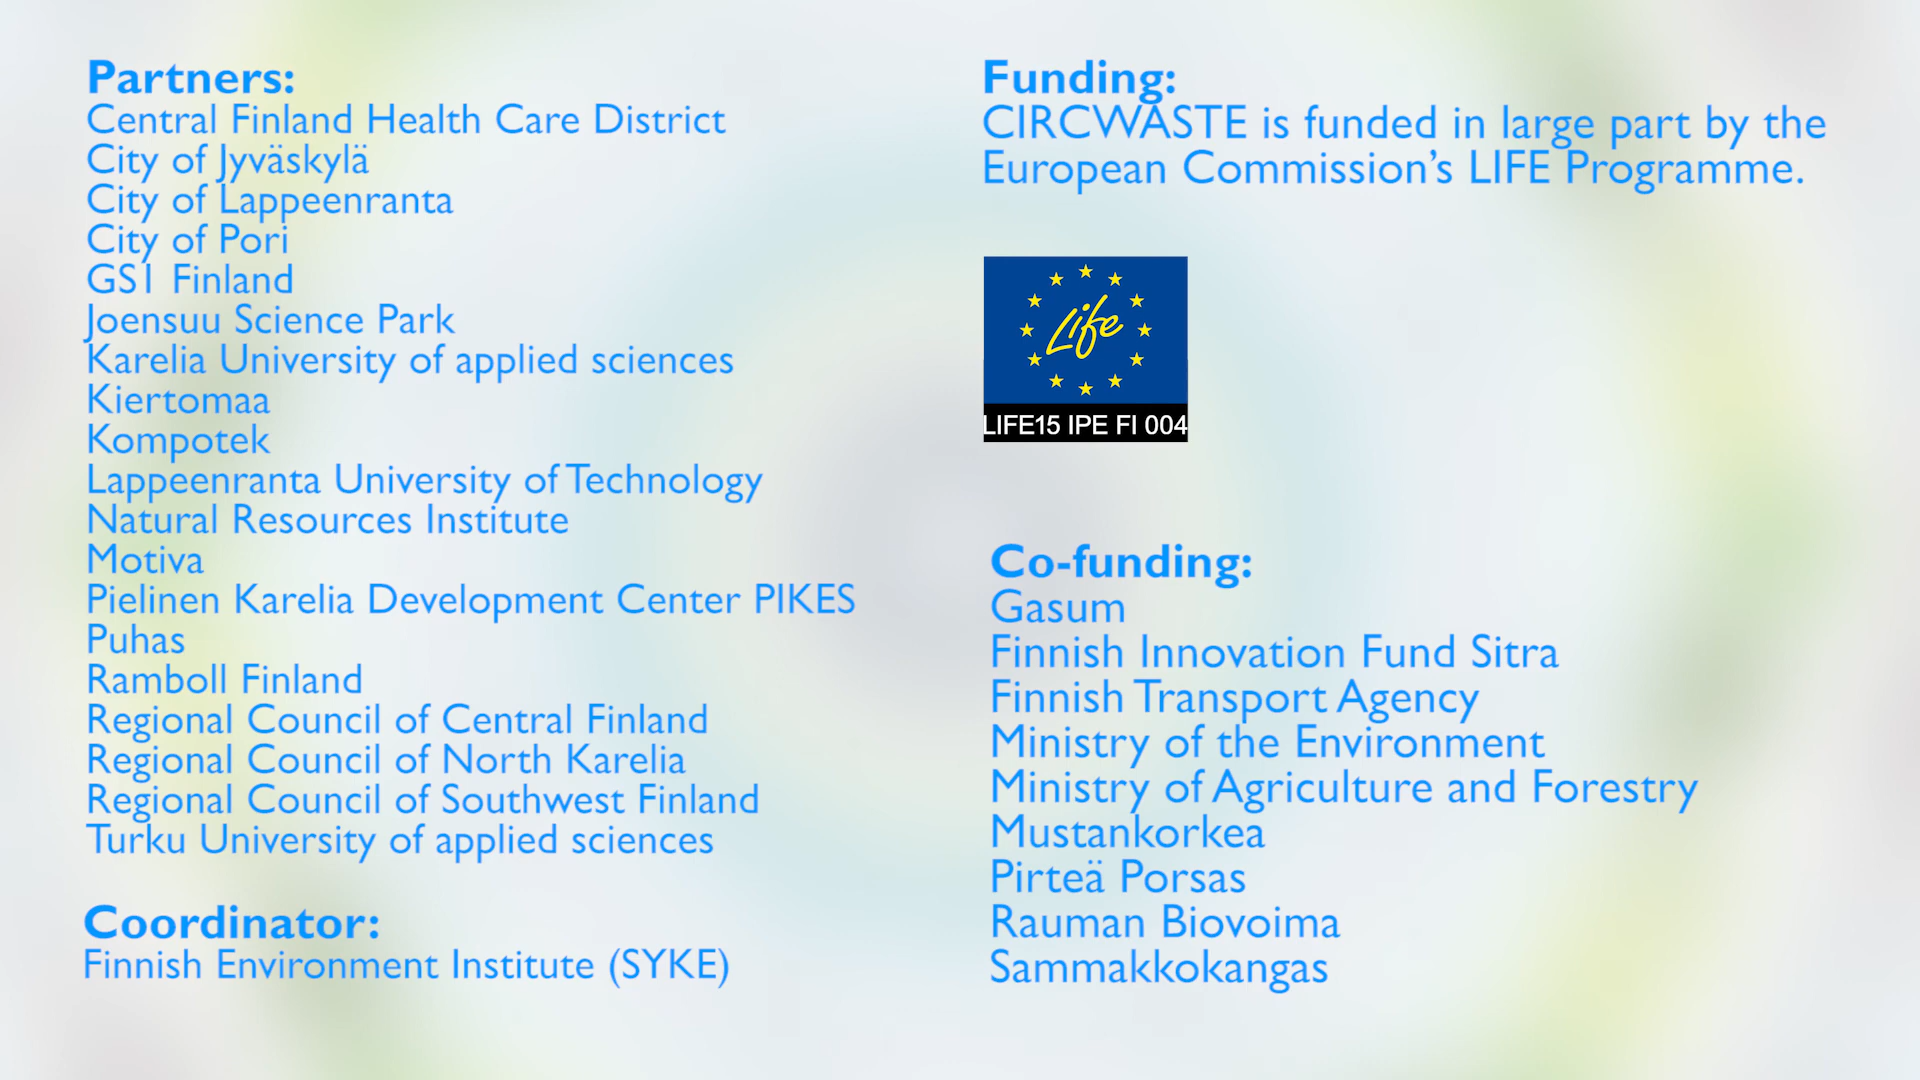 Partners:
Central Finland Health Care District
City of Jyväskylä
City of Lappeenranta
City of Pori
GS1 Finland
Joensuu Science Park
Karelia University of applied sciences
Kiertomaa
Kompotek
Lappeenranta University of Technology
Natural Resources Institute
Motiva
Pielinen Karelia Development Center PIKES
Puhas
Ramboll Finland
Regional Council of Central Finland
Regional Council of North Karelia
Regional Council of Southwest Finland
Turku University of applied sciences
Coordinator:
Finnish Environment Institute (SYKE)
Funding:
CIRCWASTE is funded in large part by the
European Commission’s LIFE Programme.
Life
LIFE15 IPE FI 004
Co-funding:
Gasum
Finnish Innovation Fund Sitra
Finnish Transport Agency
Ministry of the Environment
Ministry of Agriculture and Forestry
Mustankorkea
Pirteä Porsas
Rauman Biovoima
Sammakkokangas